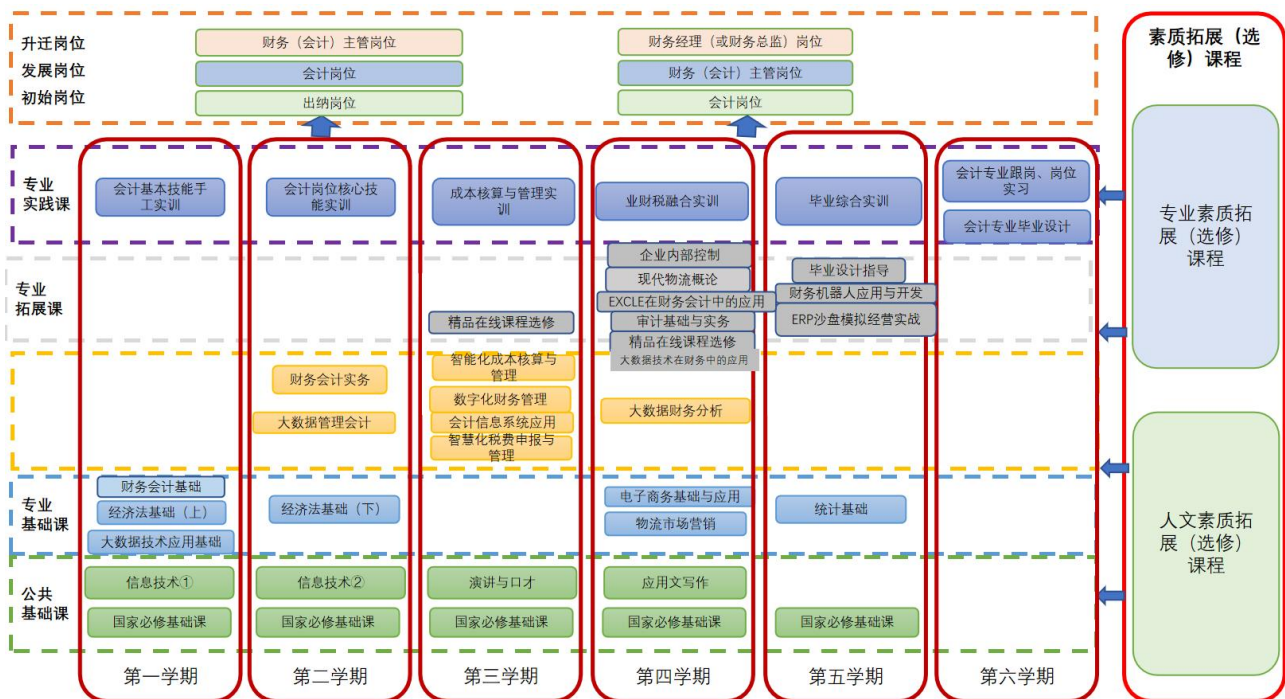 升迁岗位
发展岗位
初始岗位
财务（会计）主管岗位
会计岗位
出纳岗位
财务经理（或财务总监）岗位
财务（会计）主管岗位
会计岗位
素质拓展（选
修）课程
专业
实践课
会计基本技能手
工实训
会计岗位核心技
能实训
成本核算与管理实
训
业财税融合实训
毕业综合实训
会计专业跟岗、岗位
实习
会计专业毕业设计
专业素质拓
展（选修）
课程
专业
拓展课
精品在线课程选修
企业内部控制
现代物流概论
EXCLE在财务会计中的应用
审计基础与实务
精品在线课程选修
大数据技术在财务中的应用
毕业设计指导
财务机器人应用与开发
ERP沙盘模拟经营实战
财务会计实务
大数据管理会计
智能化成本核算与
管理
数字化财务管理
会计信息系统应用
智慧化税费申报与
管理
大数据财务分析
人文素质拓
展（选修）
课程
专业
基础课
财务会计基础
经济法基础（上）
大数据技术应用基础
经济法基础（下）
电子商务基础与应用
物流市场营销
统计基础
公共
基础课
信息技术①
国家必修基础课
信息技术②
国家必修基础课
演讲与口才
国家必修基础课
应用文写作
国家必修基础课
国家必修基础课
第一学期
第二学期
第三学期
第四学期
第五学期
第六学期